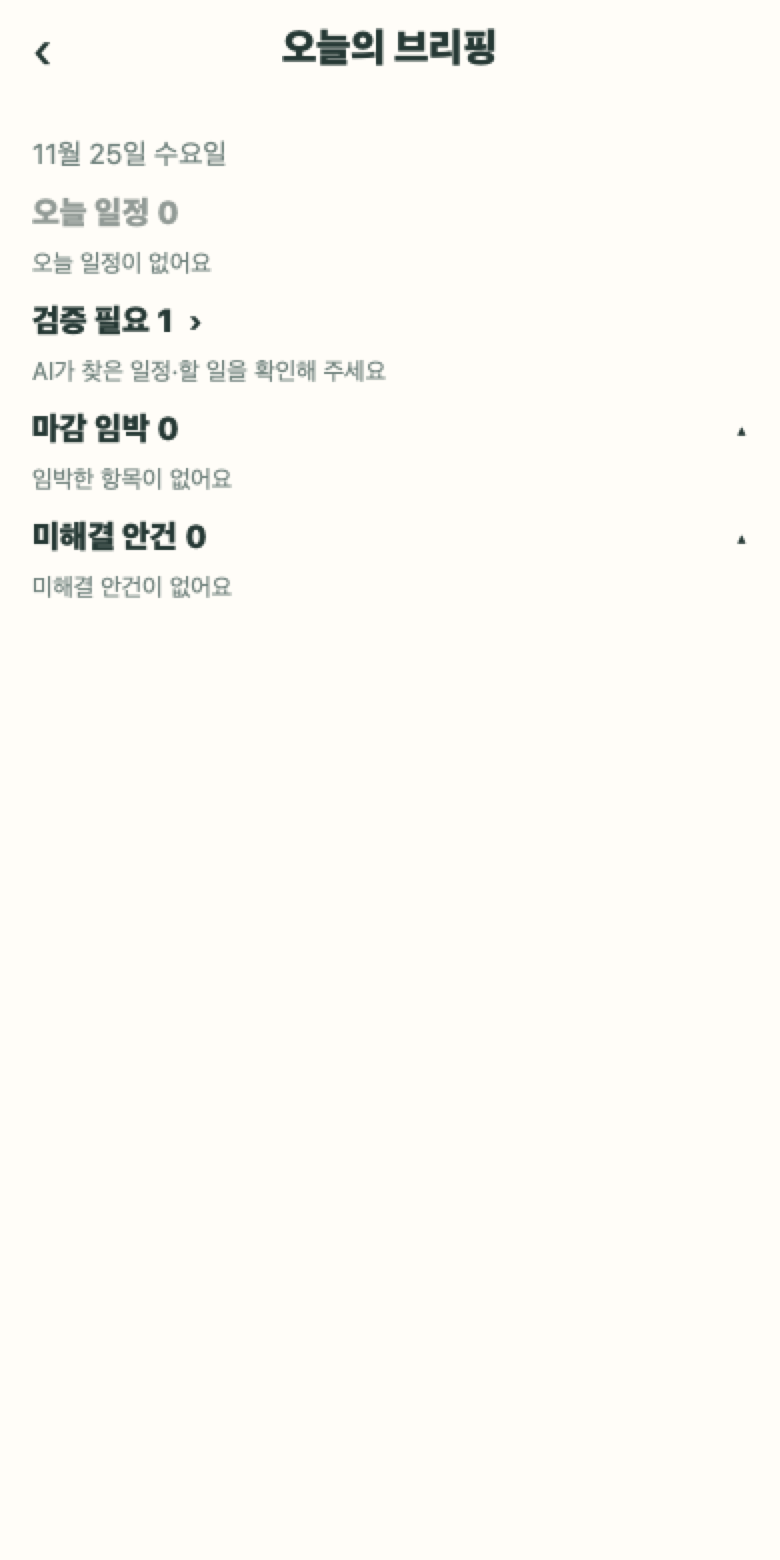 ‹ 오늘의 브리핑
11월 25일 수요일
오늘 일정 0
오늘 일정이 없어요
검증 필요 1 ›
AI가 찾은 일정·할 일을 확인해 주세요
마감 임박 0 ▲
임박한 항목이 없어요
미해결 안건 0 ▲
미해결 안건이 없어요